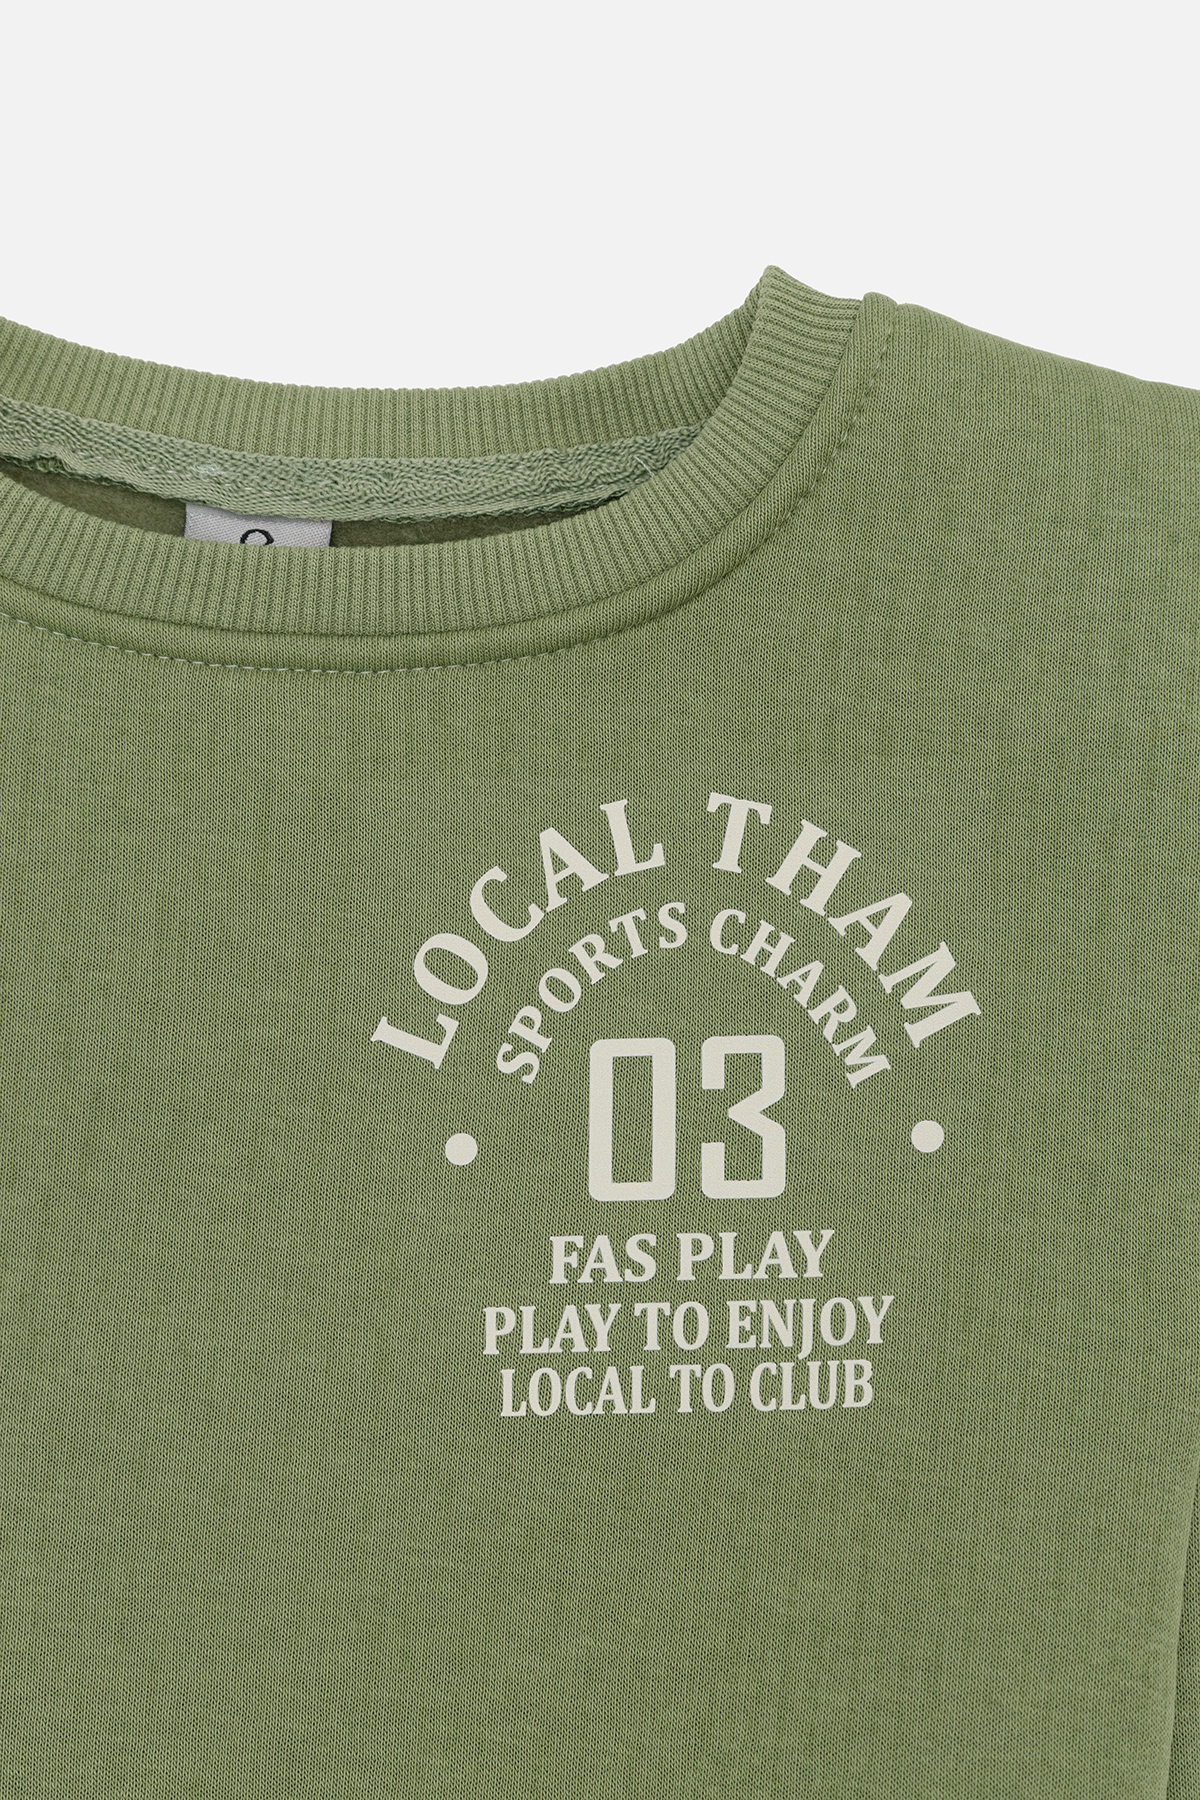 LOCAL THAM
SPORTS CHARM
03
FAS PLAY
PLAY TO ENJOY
LOCAL TO CLUB